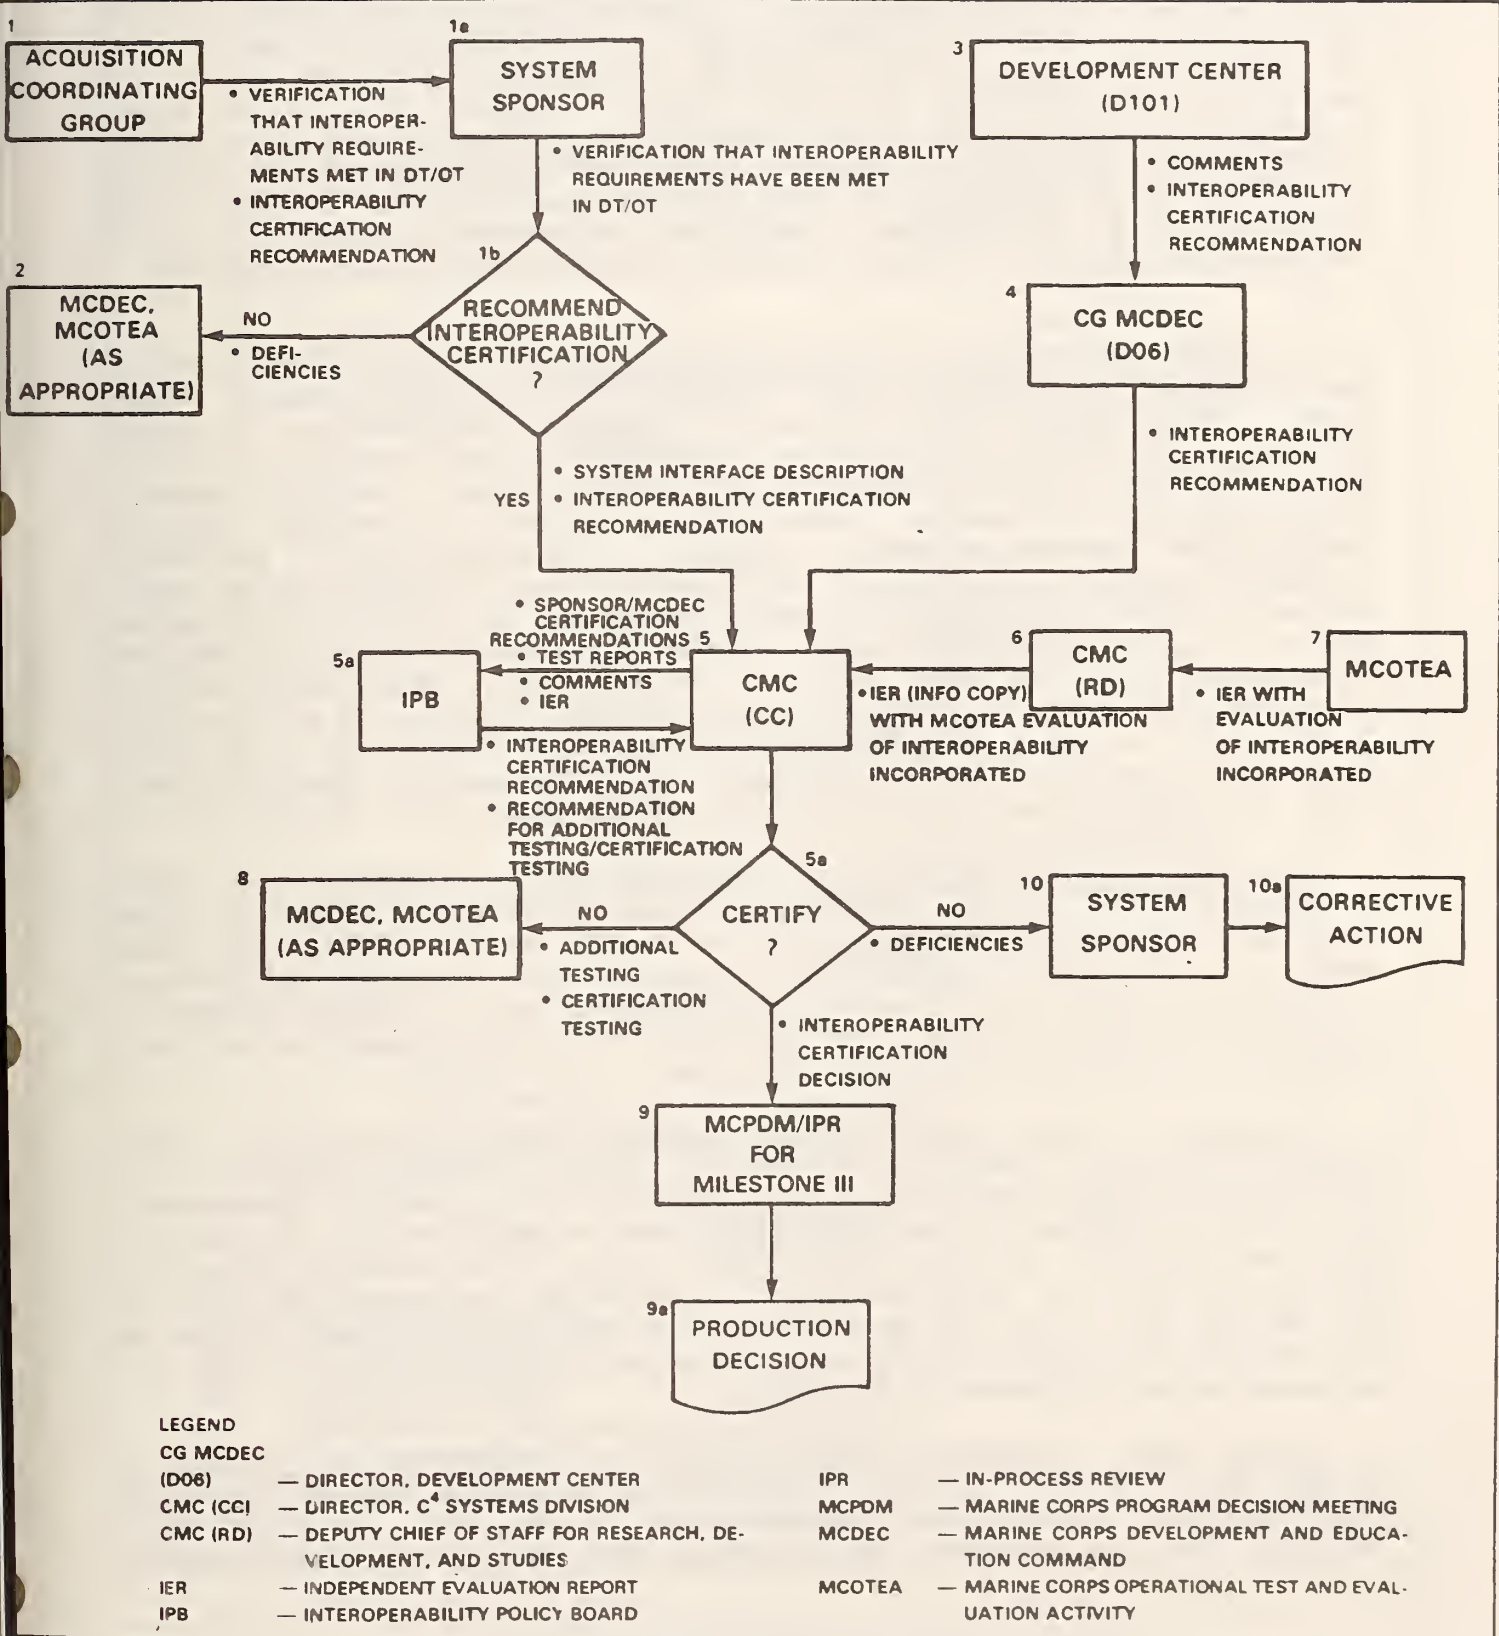 1
ACQUISITION
COORDINATING
GROUP
• VERIFICATION
THAT INTEROPER-
ABILITY REQUIRE-
MENTS MET IN DT/OT
• INTEROPERABILITY
CERTIFICATION
RECOMMENDATION
1a
SYSTEM
SPONSOR
• VERIFICATION THAT INTEROPERABILITY
REQUIREMENTS HAVE BEEN MET
IN DT/OT
3
DEVELOPMENT CENTER
(D101)
• COMMENTS
• INTEROPERABILITY
CERTIFICATION
RECOMMENDATION
2
MCDEC,
MCOTEA
(AS
APPROPRIATE)
NO
• DEFI-
CIENCIES
1b
RECOMMEND
INTEROPERABILITY
CERTIFICATION
?
4
CG MCDEC
(D06)
• INTEROPERABILITY
CERTIFICATION
RECOMMENDATION
YES
• SYSTEM INTERFACE DESCRIPTION
• INTEROPERABILITY CERTIFICATION
RECOMMENDATION
• SPONSOR/MCDEC
CERTIFICATION
RECOMMENDATIONS
• TEST REPORTS
• COMMENTS
• IER
5a
IPB
5
CMC
(CC)
6
CMC
(RD)
7
MCOTEA
• IER (INFO COPY)
WITH MCOTEA EVALUATION
OF INTEROPERABILITY
INCORPORATED
• IER WITH
EVALUATION
OF INTEROPERABILITY
INCORPORATED
• INTEROPERABILITY
CERTIFICATION
RECOMMENDATION
• RECOMMENDATION
FOR ADDITIONAL
TESTING/CERTIFICATION
TESTING
8
MCDEC, MCOTEA
(AS APPROPRIATE)
NO
• ADDITIONAL
TESTING
• CERTIFICATION
TESTING
5a
CERTIFY
?
NO
• DEFICIENCIES
10
SYSTEM
SPONSOR
10a
CORRECTIVE
ACTION
• INTEROPERABILITY
CERTIFICATION
DECISION
9
MCPDM/IPR
FOR
MILESTONE III
9a
PRODUCTION
DECISION
LEGEND
CG MCDEC
(D06) — DIRECTOR, DEVELOPMENT CENTER
CMC (CC) — DIRECTOR, C4 SYSTEMS DIVISION
CMC (RD) — DEPUTY CHIEF OF STAFF FOR RESEARCH, DE-
VELOPMENT, AND STUDIES
IER — INDEPENDENT EVALUATION REPORT
IPB — INTEROPERABILITY POLICY BOARD
IPR — IN-PROCESS REVIEW
MCPDM — MARINE CORPS PROGRAM DECISION MEETING
MCDEC — MARINE CORPS DEVELOPMENT AND EDUCA-
TION COMMAND
MCOTEA — MARINE CORPS OPERATIONAL TEST AND EVAL-
UATION ACTIVITY